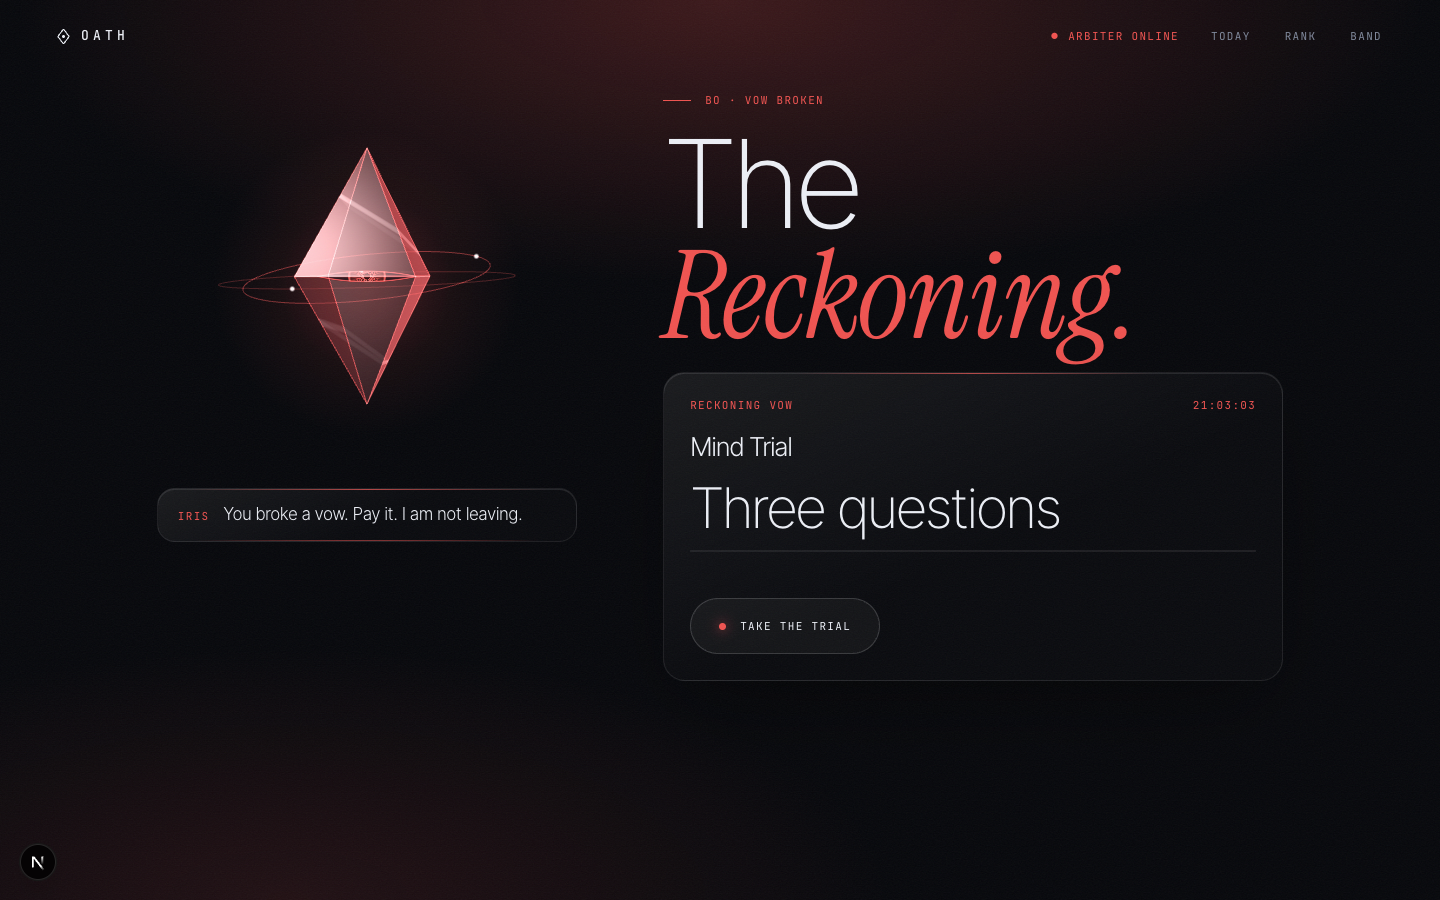 OATH
ARBITER ONLINE
TODAY
RANK
BAND
BO · VOW BROKEN
The
Reckoning.
IRIS You broke a vow. Pay it. I am not leaving.
RECKONING VOW
21:03:03
Mind Trial
Three questions
TAKE THE TRIAL
N